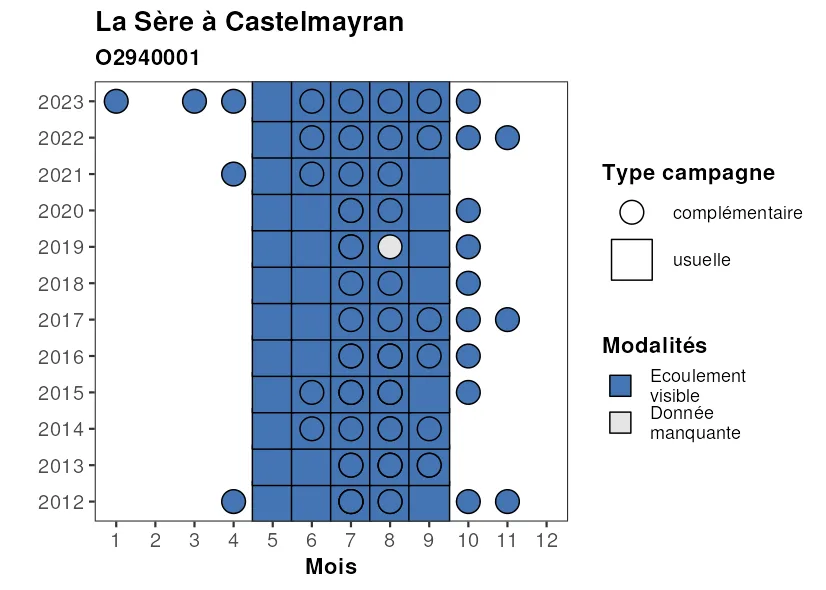 La Sère à Castelmayran
O2940001
2023
2022
2021
2020
2019
2018
2017
2016
2015
2014
2013
2012
1 2 3 4 5 6 7 8 9 10 11 12
Mois
Type campagne
complémentaire
usuelle
Modalités
Ecoulement
visible
Donnée
manquante